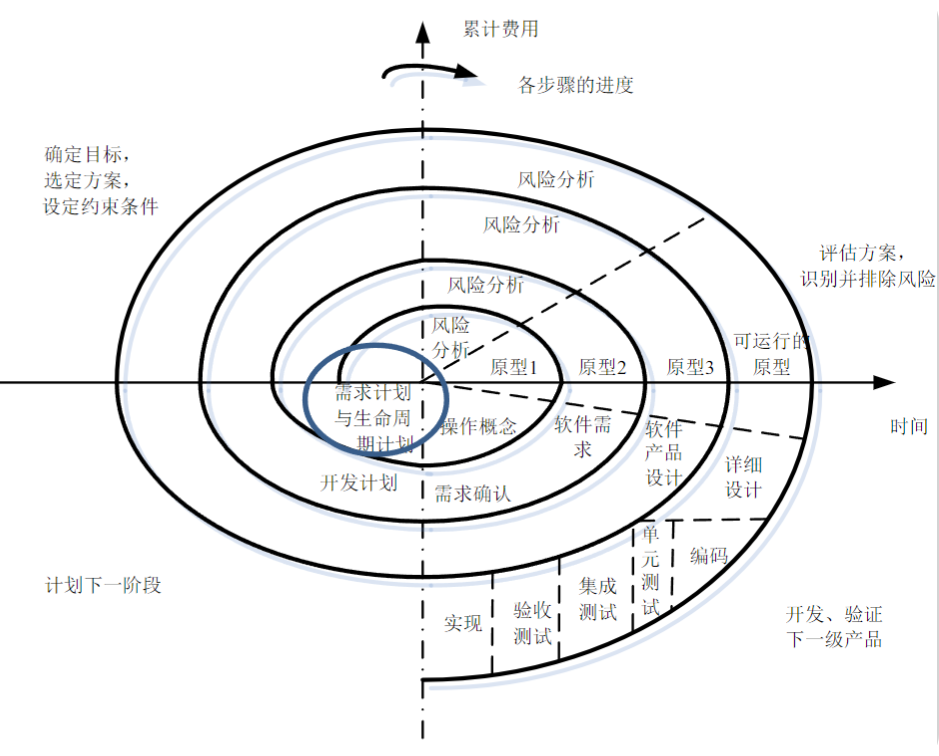 累计费用
各步骤的进度
确定目标，
选定方案，
设定约束条件
风险分析
风险分析
评估方案，
识别并排除风险
风险分析
风险
分析
原型1
原型2
原型3
可运行的
原型
时间
需求计划
与生命周
期计划
操作概念
软件需
求
软件
产品
设计
详细
设计
开发计划
需求确认
单
元
测
试
编码
计划下一阶段
集成
测试
验收
测试
实现
开发、验证
下一级产品